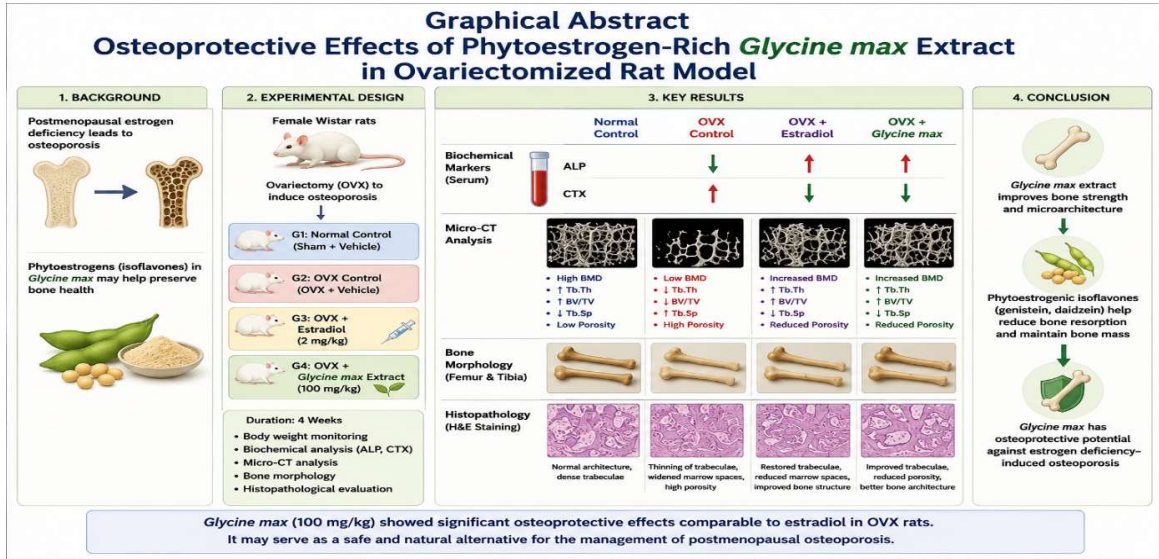 Graphical Abstract
Osteoprotective Effects of Phytoestrogen-Rich Glycine max Extract
in Ovariectomized Rat Model
1. BACKGROUND
Postmenopausal estrogen
deficiency leads to
osteoporosis
Phytoestrogens (isoflavones) in
Glycine max may help preserve
bone health
2. EXPERIMENTAL DESIGN
Female Wistar rats
Ovariectomy (OVX) to
induce osteoporosis
G1: Normal Control
(Sham + Vehicle)
G2: OVX Control
(OVX + Vehicle)
G3: OVX +
Estradiol
(2 mg/kg)
G4: OVX +
Glycine max Extract
(100 mg/kg)
Duration: 4 Weeks
• Body weight monitoring
• Biochemical analysis (ALP, CTX)
• Micro-CT analysis
• Bone morphology
• Histopathological evaluation
3. KEY RESULTS
Normal
Control
OVX
Control
OVX +
Estradiol
OVX +
Glycine max
Biochemical
Markers
(Serum)
ALP
↓ ↑ ↑
CTX
↑ ↓ ↓
Micro-CT
Analysis
• High BMD
• ↑ Tb.Th
• ↑ BV/TV
• ↓ Tb.Sp
• Low Porosity
• Low BMD
• ↓ Tb.Th
• ↓ BV/TV
• ↑ Tb.Sp
• High Porosity
• Increased BMD
• ↑ Tb.Th
• ↑ BV/TV
• ↓ Tb.Sp
• Reduced Porosity
• Increased BMD
• ↑ Tb.Th
• ↑ BV/TV
• ↓ Tb.Sp
• Reduced Porosity
Bone
Morphology
(Femur & Tibia)
Histopathology
(H&E Staining)
Normal architecture,
dense trabeculae
Thinning of trabeculae,
widened marrow spaces,
high porosity
Restored trabeculae,
reduced marrow spaces,
improved bone structure
Improved trabeculae,
reduced porosity,
better bone architecture
4. CONCLUSION
Glycine max extract
improves bone strength
and microarchitecture
Phytoestrogenic isoflavones
(genistein, daidzein) help
reduce bone resorption
and maintain bone mass
Glycine max has
osteoprotective potential
against estrogen deficiency–
induced osteoporosis
Glycine max (100 mg/kg) showed significant osteoprotective effects comparable to estradiol in OVX rats.
It may serve as a safe and natural alternative for the management of postmenopausal osteoporosis.